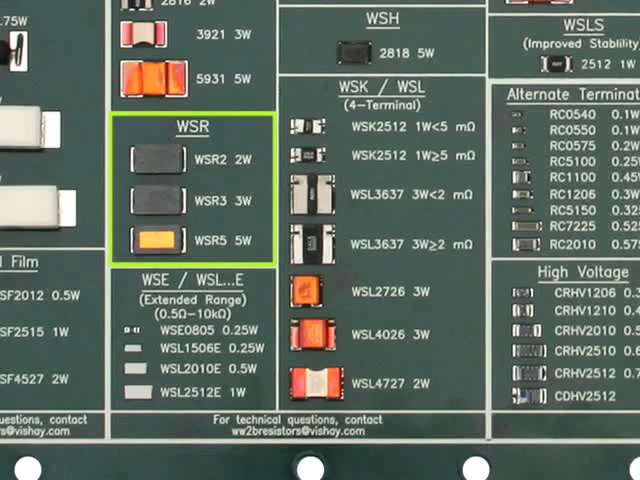 2816 2W
3921 3W
5931 5W
WSR
WSR2 2W
WSR3 3W
WSR5 5W
WSE / WSL...E
(Extended Range)
(0.5Ω-10kΩ)
WSE0805 0.25W
WSL1506E 0.25W
WSL2010E 0.5W
WSL2512E 1W
.75W
Film
SF2012 0.5W
SF2515 1W
SF4527 2W
uestions, contact
s@vishay.com
WSH
2818 5W
WSK / WSL
(4-Terminal)
WSK2512 1W<5 mΩ
WSK2512 1W≥5 mΩ
WSL3637 3W<2 mΩ
WSL3637 3W≥2 mΩ
WSL2726 3W
WSL4026 3W
WSL4727 2W
For technical questions, contact
ww2bresistors@vishay.com
WSLS
(Improved Stability
2512 1W
Alternate Terminat
RC0540 0.1W
RC0550 0.1W
RC0575 0.2W
RC5100 0.25
RC1100 0.45
RC1206 0.3W
RC5150 0.32
RC7225 0.52
RC2010 0.57
High Voltage
CRHV1206 0.3
CRHV1210 0.4
CRHV2010 0.5
CRHV2510 0.6
CRHV2512 0.7
CDHV2512